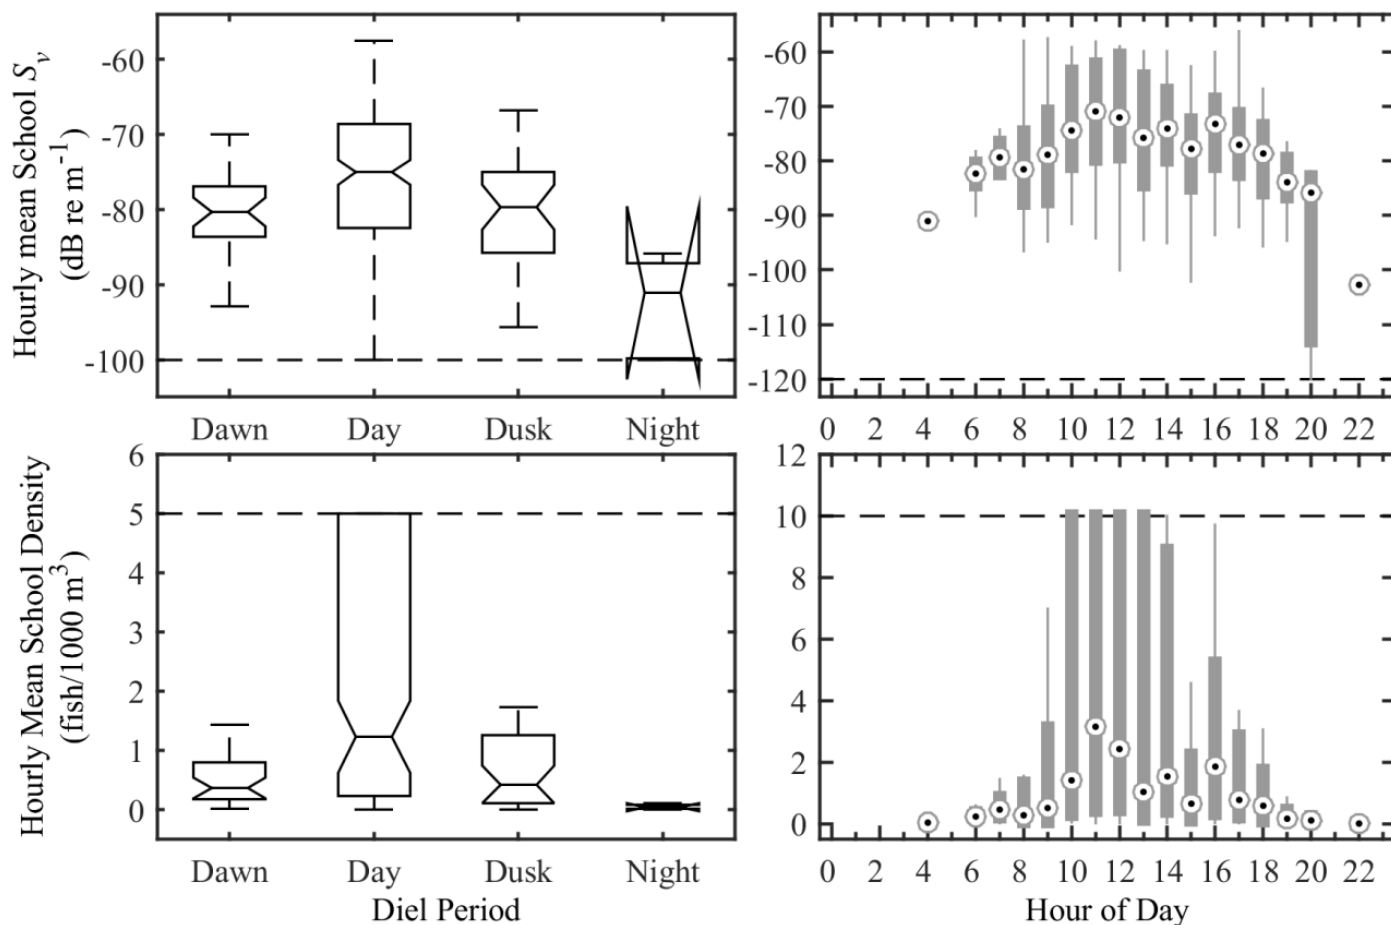 Hourly mean School Sv
(dB re m-1)
-60
-70
-80
-90
-100
Dawn Day Dusk Night
-60
-70
-80
-90
-100
-110
-120
0 2 4 6 8 10 12 14 16 18 20 22
Hourly Mean School Density
(fish/1000 m3)
6
5
4
3
2
1
0
Dawn Day Dusk Night
Diel Period
12
10
8
6
4
2
0
0 2 4 6 8 10 12 14 16 18 20 22
Hour of Day